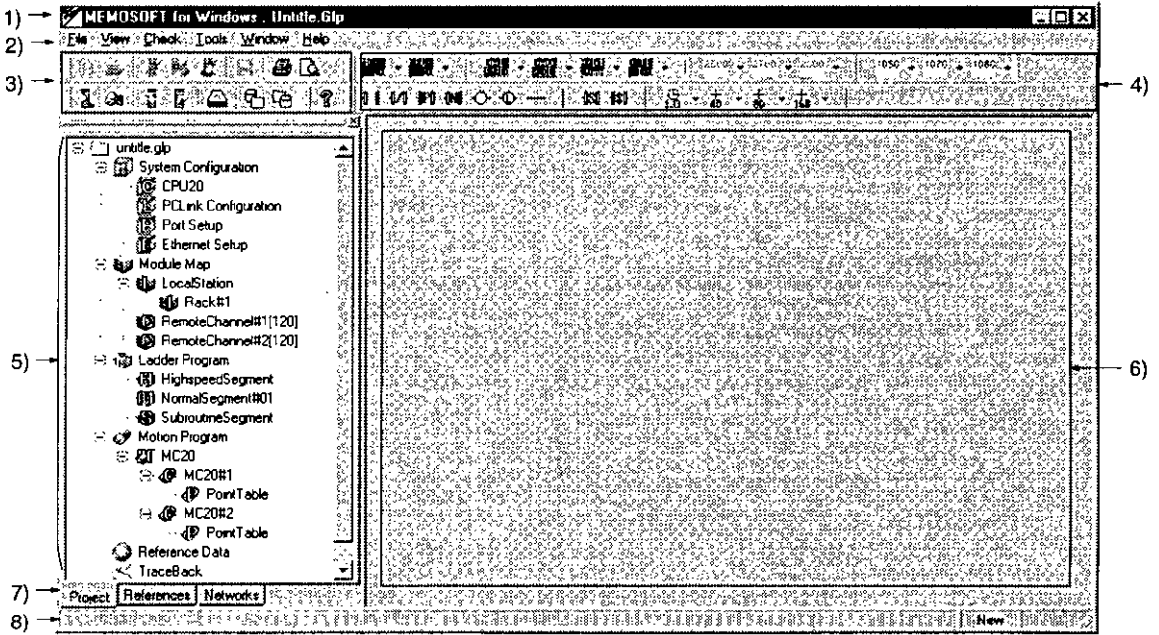 1)
MEMOSOFT for Windows . Untitle.Glp
2)
File View Check Tools Window Help
3)
4)
1050 1070 1080
5)
untitle.glp
System Configuration
CPU20
PCLink Configuration
Port Setup
Ethernet Setup
Module Map
LocalStation
Rack#1
RemoteChannel#1[120]
RemoteChannel#2[120]
Ladder Program
HighspeedSegment
NormalSegment#01
SubroutineSegment
Motion Program
MC20
MC20#1
PointTable
MC20#2
PointTable
Reference Data
TraceBack
6)
7)
Project References Networks
8)
New